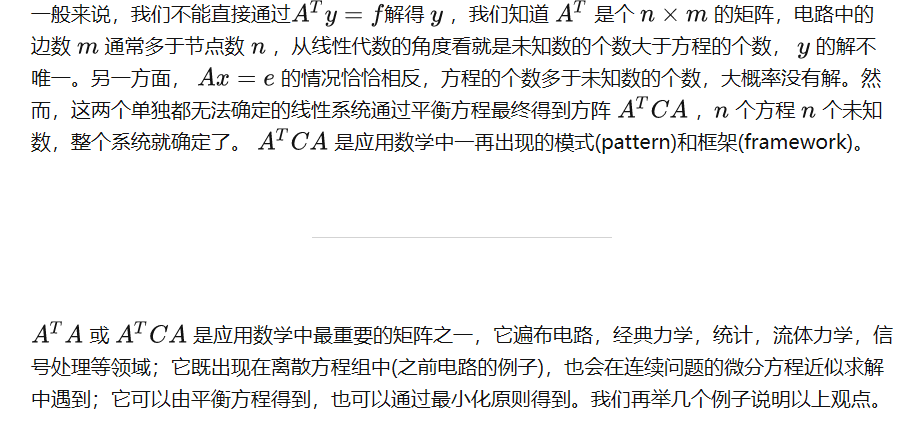 一般来说，我们不能直接通过$A^T y = f$解得 $y$ ，我们知道 $A^T$ 是个 $n \times m$ 的矩阵，电路中的
边数 $m$ 通常多于节点数 $n$ ，从线性代数的角度看就是未知数的个数大于方程的个数， $y$ 的解不
唯一。另一方面， $Ax = e$ 的情况恰恰相反，方程的个数多于未知数的个数，大概率没有解。然
而，这两个单独都无法确定的线性系统通过平衡方程最终得到方阵 $A^T CA$ ，$n$ 个方程 $n$ 个未知
数，整个系统就确定了。 $A^T CA$ 是应用数学中一再出现的模式(pattern)和框架(framework)。
$A^T A$ 或 $A^T CA$ 是应用数学中最重要的矩阵之一，它遍布电路，经典力学，统计，流体力学，信
号处理等领域；它既出现在离散方程组中(之前电路的例子)，也会在连续问题的微分方程近似求解
中遇到；它可以由平衡方程得到，也可以通过最小化原则得到。我们再举几个例子说明以上观点。